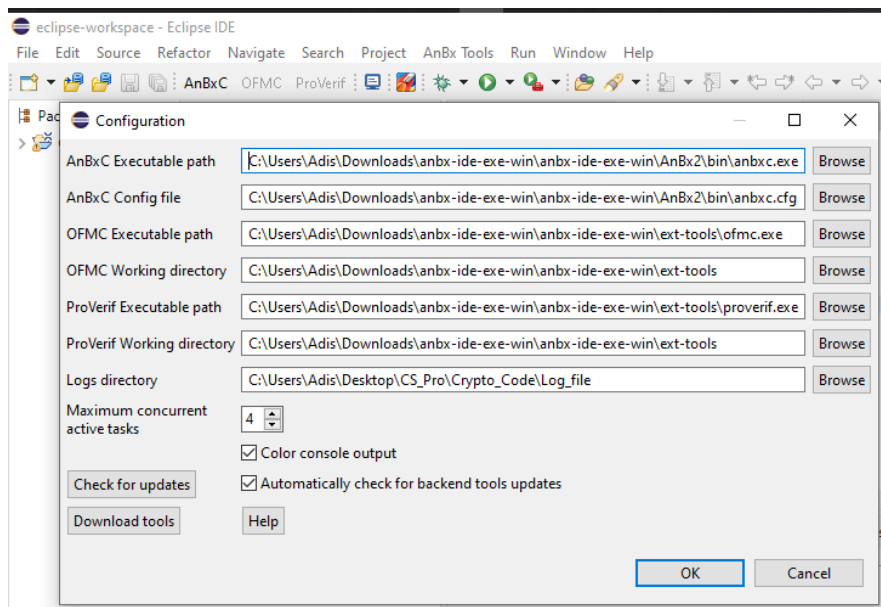 eclipse-workspace - Eclipse IDE
File Edit Source Refactor Navigate Search Project AnBx Tools Run Window Help
AnBxC OFMC ProVerif
Pac
Configuration
AnBxC Executable path C:\Users\Adis\Downloads\anbx-ide-exe-win\anbx-ide-exe-win\AnBx2\bin\anbxc.exe Browse
AnBxC Config file C:\Users\Adis\Downloads\anbx-ide-exe-win\anbx-ide-exe-win\AnBx2\bin\anbxc.cfg Browse
OFMC Executable path C:\Users\Adis\Downloads\anbx-ide-exe-win\anbx-ide-exe-win\ext-tools\ofmc.exe Browse
OFMC Working directory C:\Users\Adis\Downloads\anbx-ide-exe-win\anbx-ide-exe-win\ext-tools Browse
ProVerif Executable path C:\Users\Adis\Downloads\anbx-ide-exe-win\anbx-ide-exe-win\ext-tools\proverif.exe Browse
ProVerif Working directory C:\Users\Adis\Downloads\anbx-ide-exe-win\anbx-ide-exe-win\ext-tools Browse
Logs directory C:\Users\Adis\Desktop\CS_Pro\Crypto_Code\Log_file Browse
Maximum concurrent
active tasks 4
Color console output
Check for updates Automatically check for backend tools updates
Download tools Help
OK Cancel